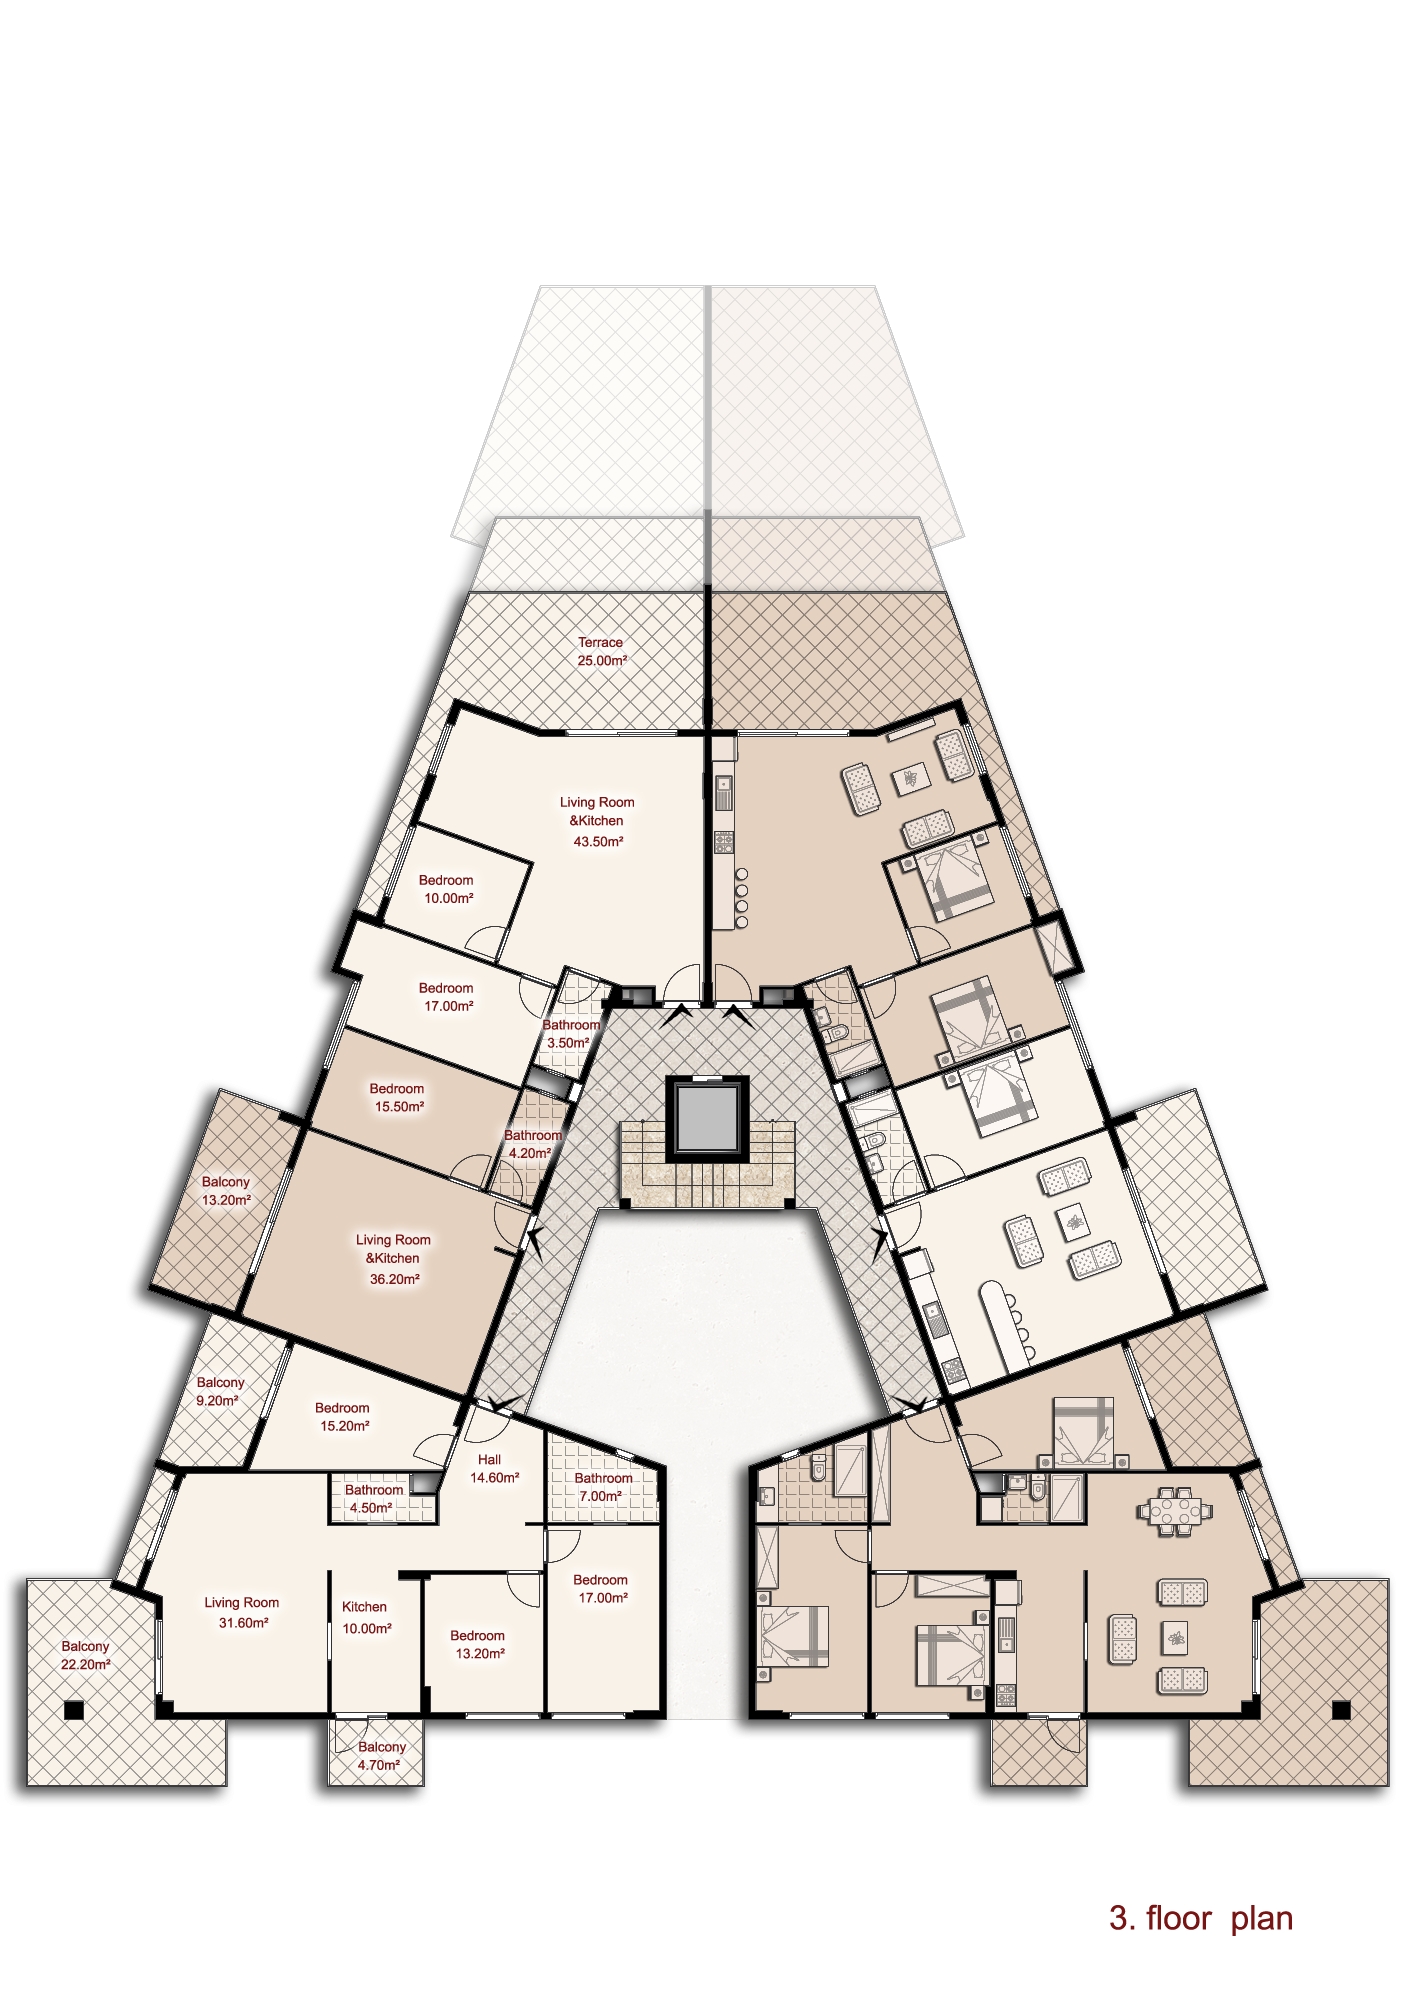 Terrace
25.00m²
Living Room
&Kitchen
43.50m²
Bedroom
10.00m²
Bedroom
17.00m²
Bathroom
3.50m²
Bedroom
15.50m²
Bathroom
4.20m²
Balcony
13.20m²
Living Room
&Kitchen
36.20m²
Balcony
9.20m²
Bedroom
15.20m²
Hall
14.60m²
Bathroom
4.50m²
Bathroom
7.00m²
Living Room
31.60m²
Kitchen
10.00m²
Bedroom
17.00m²
Bedroom
13.20m²
Balcony
22.20m²
Balcony
4.70m²
3. floor plan